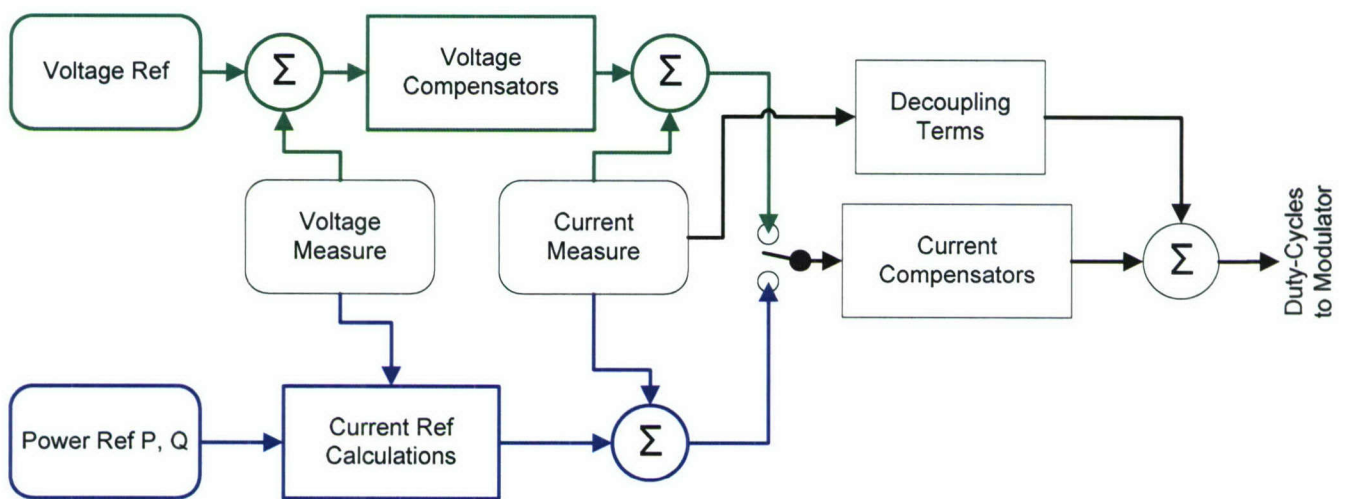 Voltage Ref
Σ
Voltage
Compensators
Σ
Decoupling
Terms
Voltage
Measure
Current
Measure
Current
Compensators
Σ
Duty-Cycles
to Modulator
Power Ref P, Q
Current Ref
Calculations
Σ